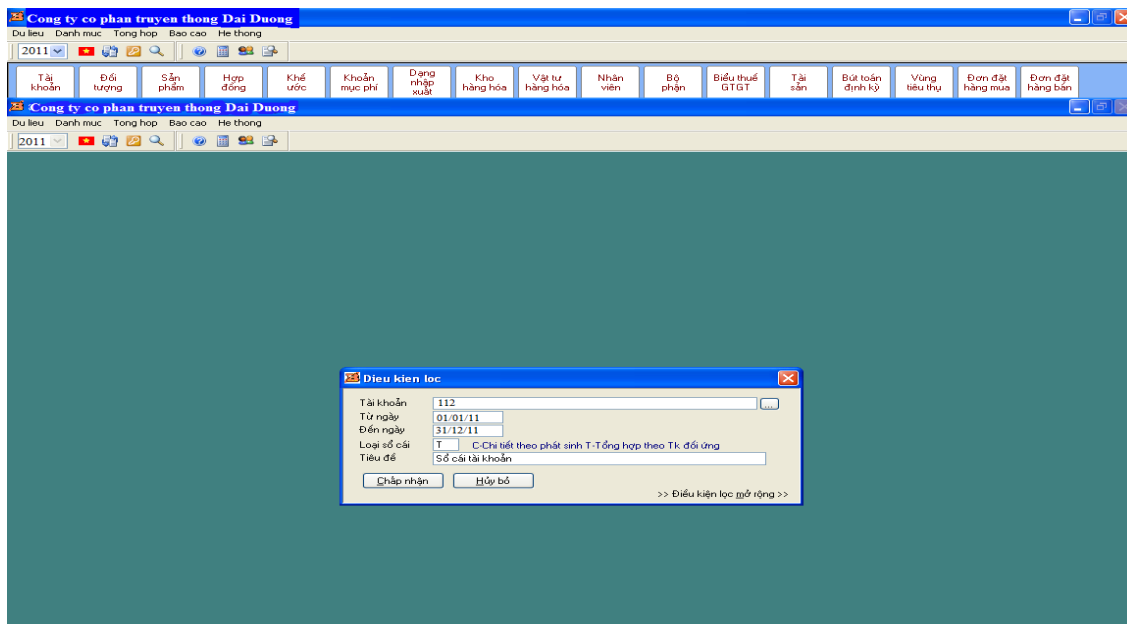 Cong ty co phan truyen thong Dai Duong
Du lieu Danh muc Tong hop Bao cao He thong
2011
Tài khoản Đối tượng Sản phẩm Hợp đồng Khế ước Khoản mục phí Dạng nhập xuất Kho hàng hóa Vật tư hàng hóa Nhân viên Bộ phận Biểu thuế GTGT Tài sản Bút toán định kỳ Vùng tiêu thụ Đơn đặt hàng mua Đơn đặt hàng bán
Cong ty co phan truyen thong Dai Duong
Du lieu Danh muc Tong hop Bao cao He thong
2011
Dieu kien loc
Tài khoản 112 ...
Từ ngày 01/01/11
Đến ngày 31/12/11
Loại sổ cái T C-Chi tiết theo phát sinh T-Tổng hợp theo Tk đối ứng
Tiêu đề Sổ cái tài khoản
Chấp nhận Hủy bỏ
>> Điều kiện lọc mở rộng >>